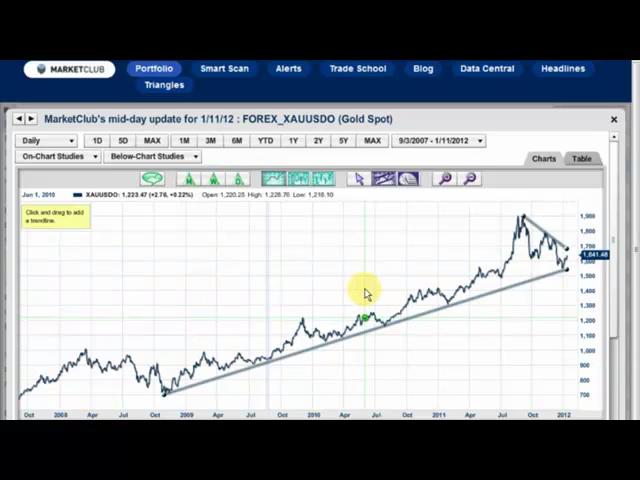 MARKETCLUB Portfolio Smart Scan Alerts Trade School Blog Data Central Headlines
Triangles
MarketClub's mid-day update for 1/11/12 : FOREX_XAUUSDO (Gold Spot)
Daily 1D 5D MAX 1M 3M 6M YTD 1Y 2Y 5Y MAX 9/3/2007 - 1/11/2012
On-Chart Studies Below-Chart Studies Charts Table
M W D
Jun 1, 2010 XAUUSDO: 1,223.47 (+2.76, +0.22%) Open: 1,220.25 High: 1,228.76 Low: 1,218.10
Click and drag to add
a trendline.
1,900
1,800
1,700
1,641.48
1,600
1,500
1,400
1,300
1,200
1,100
1,000
900
800
700
Oct 2008 Apr Jul Oct 2009 Apr Jul Oct 2010 Apr Jul Oct 2011 Apr Jul Oct 2012